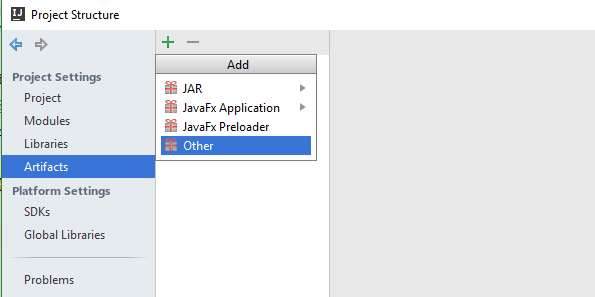 IJ Project Structure
Project Settings
Project
Modules
Libraries
Artifacts
Platform Settings
SDKs
Global Libraries
Problems
Add
JAR
JavaFx Application
JavaFx Preloader
Other